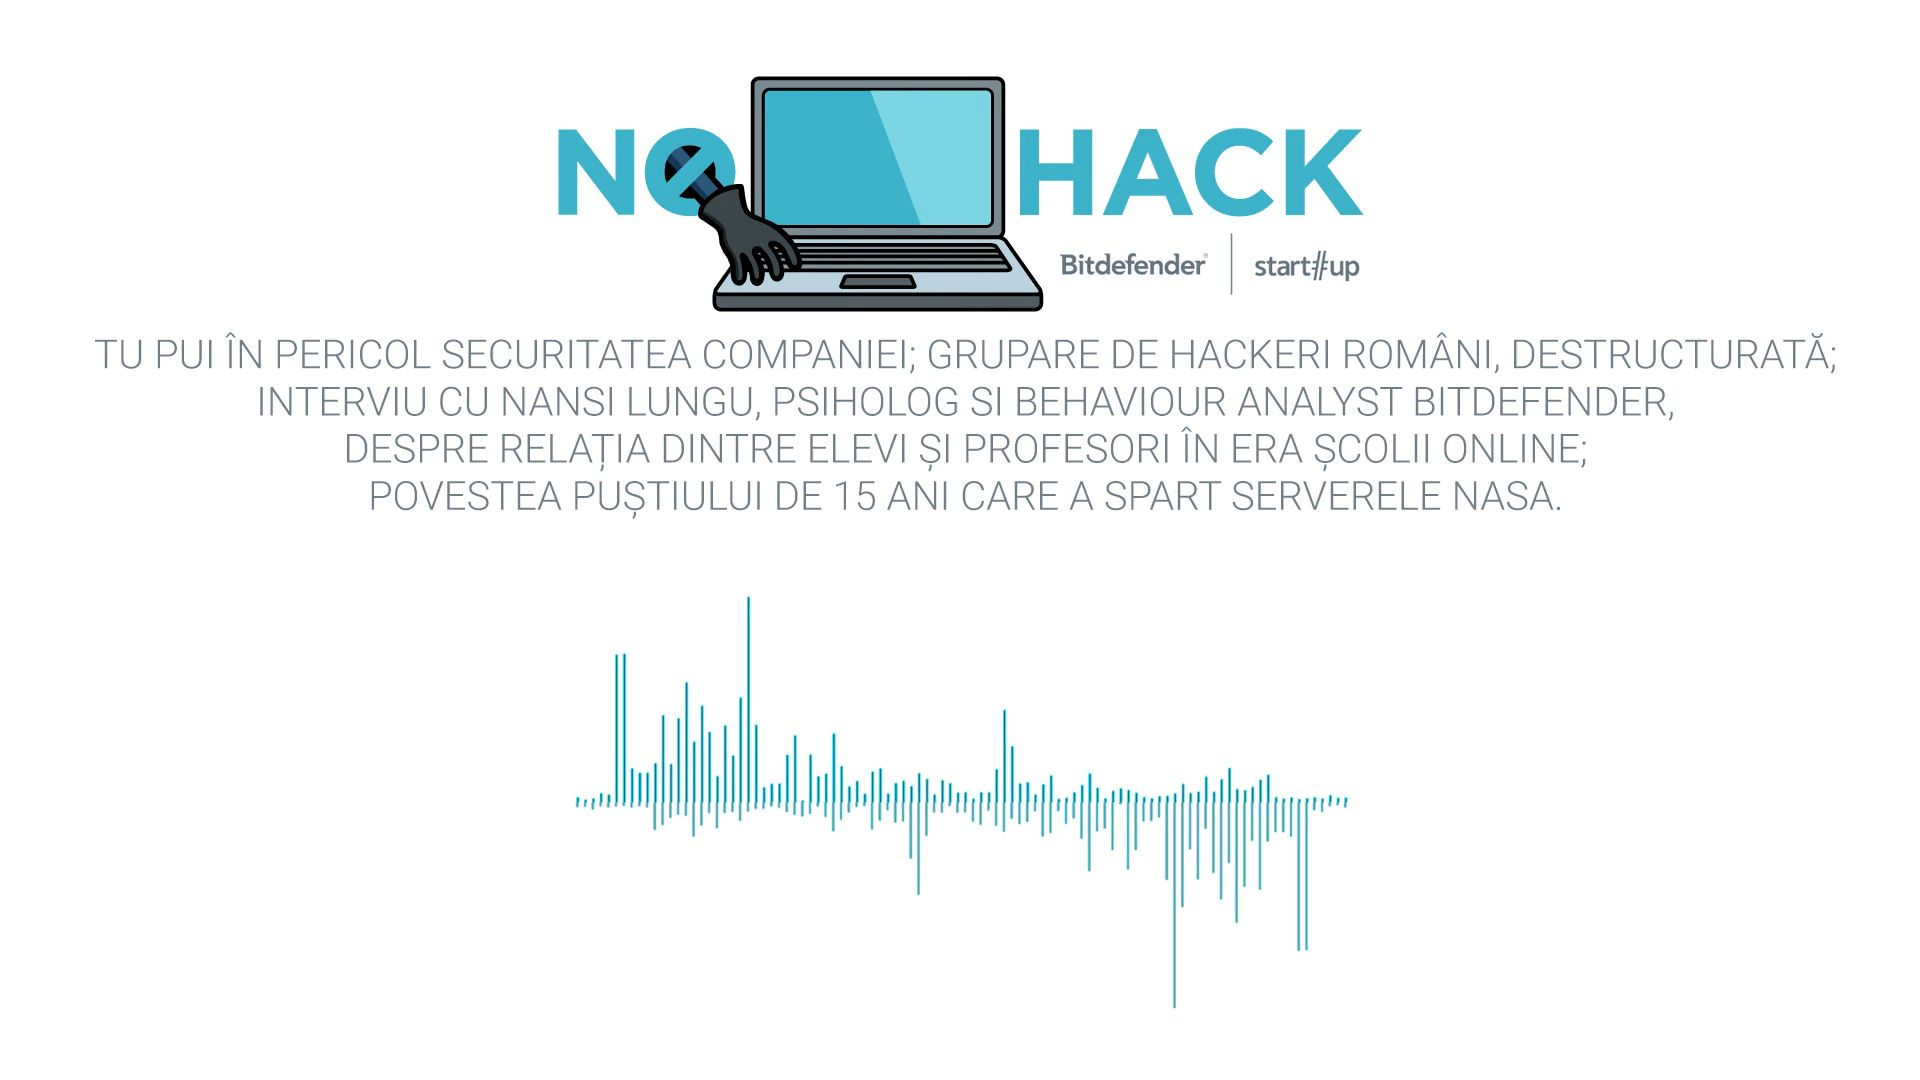 NO HACK
Bitdefender® start#up
TU PUI ÎN PERICOL SECURITATEA COMPANIEI; GRUPARE DE HACKERI ROMÂNI, DESTRUCTURATĂ;
INTERVIU CU NANSI LUNGU, PSIHOLOG SI BEHAVIOUR ANALYST BITDEFENDER,
DESPRE RELAȚIA DINTRE ELEVI ȘI PROFESORI ÎN ERA ȘCOLII ONLINE;
POVESTEA PUȘTIULUI DE 15 ANI CARE A SPART SERVERELE NASA.